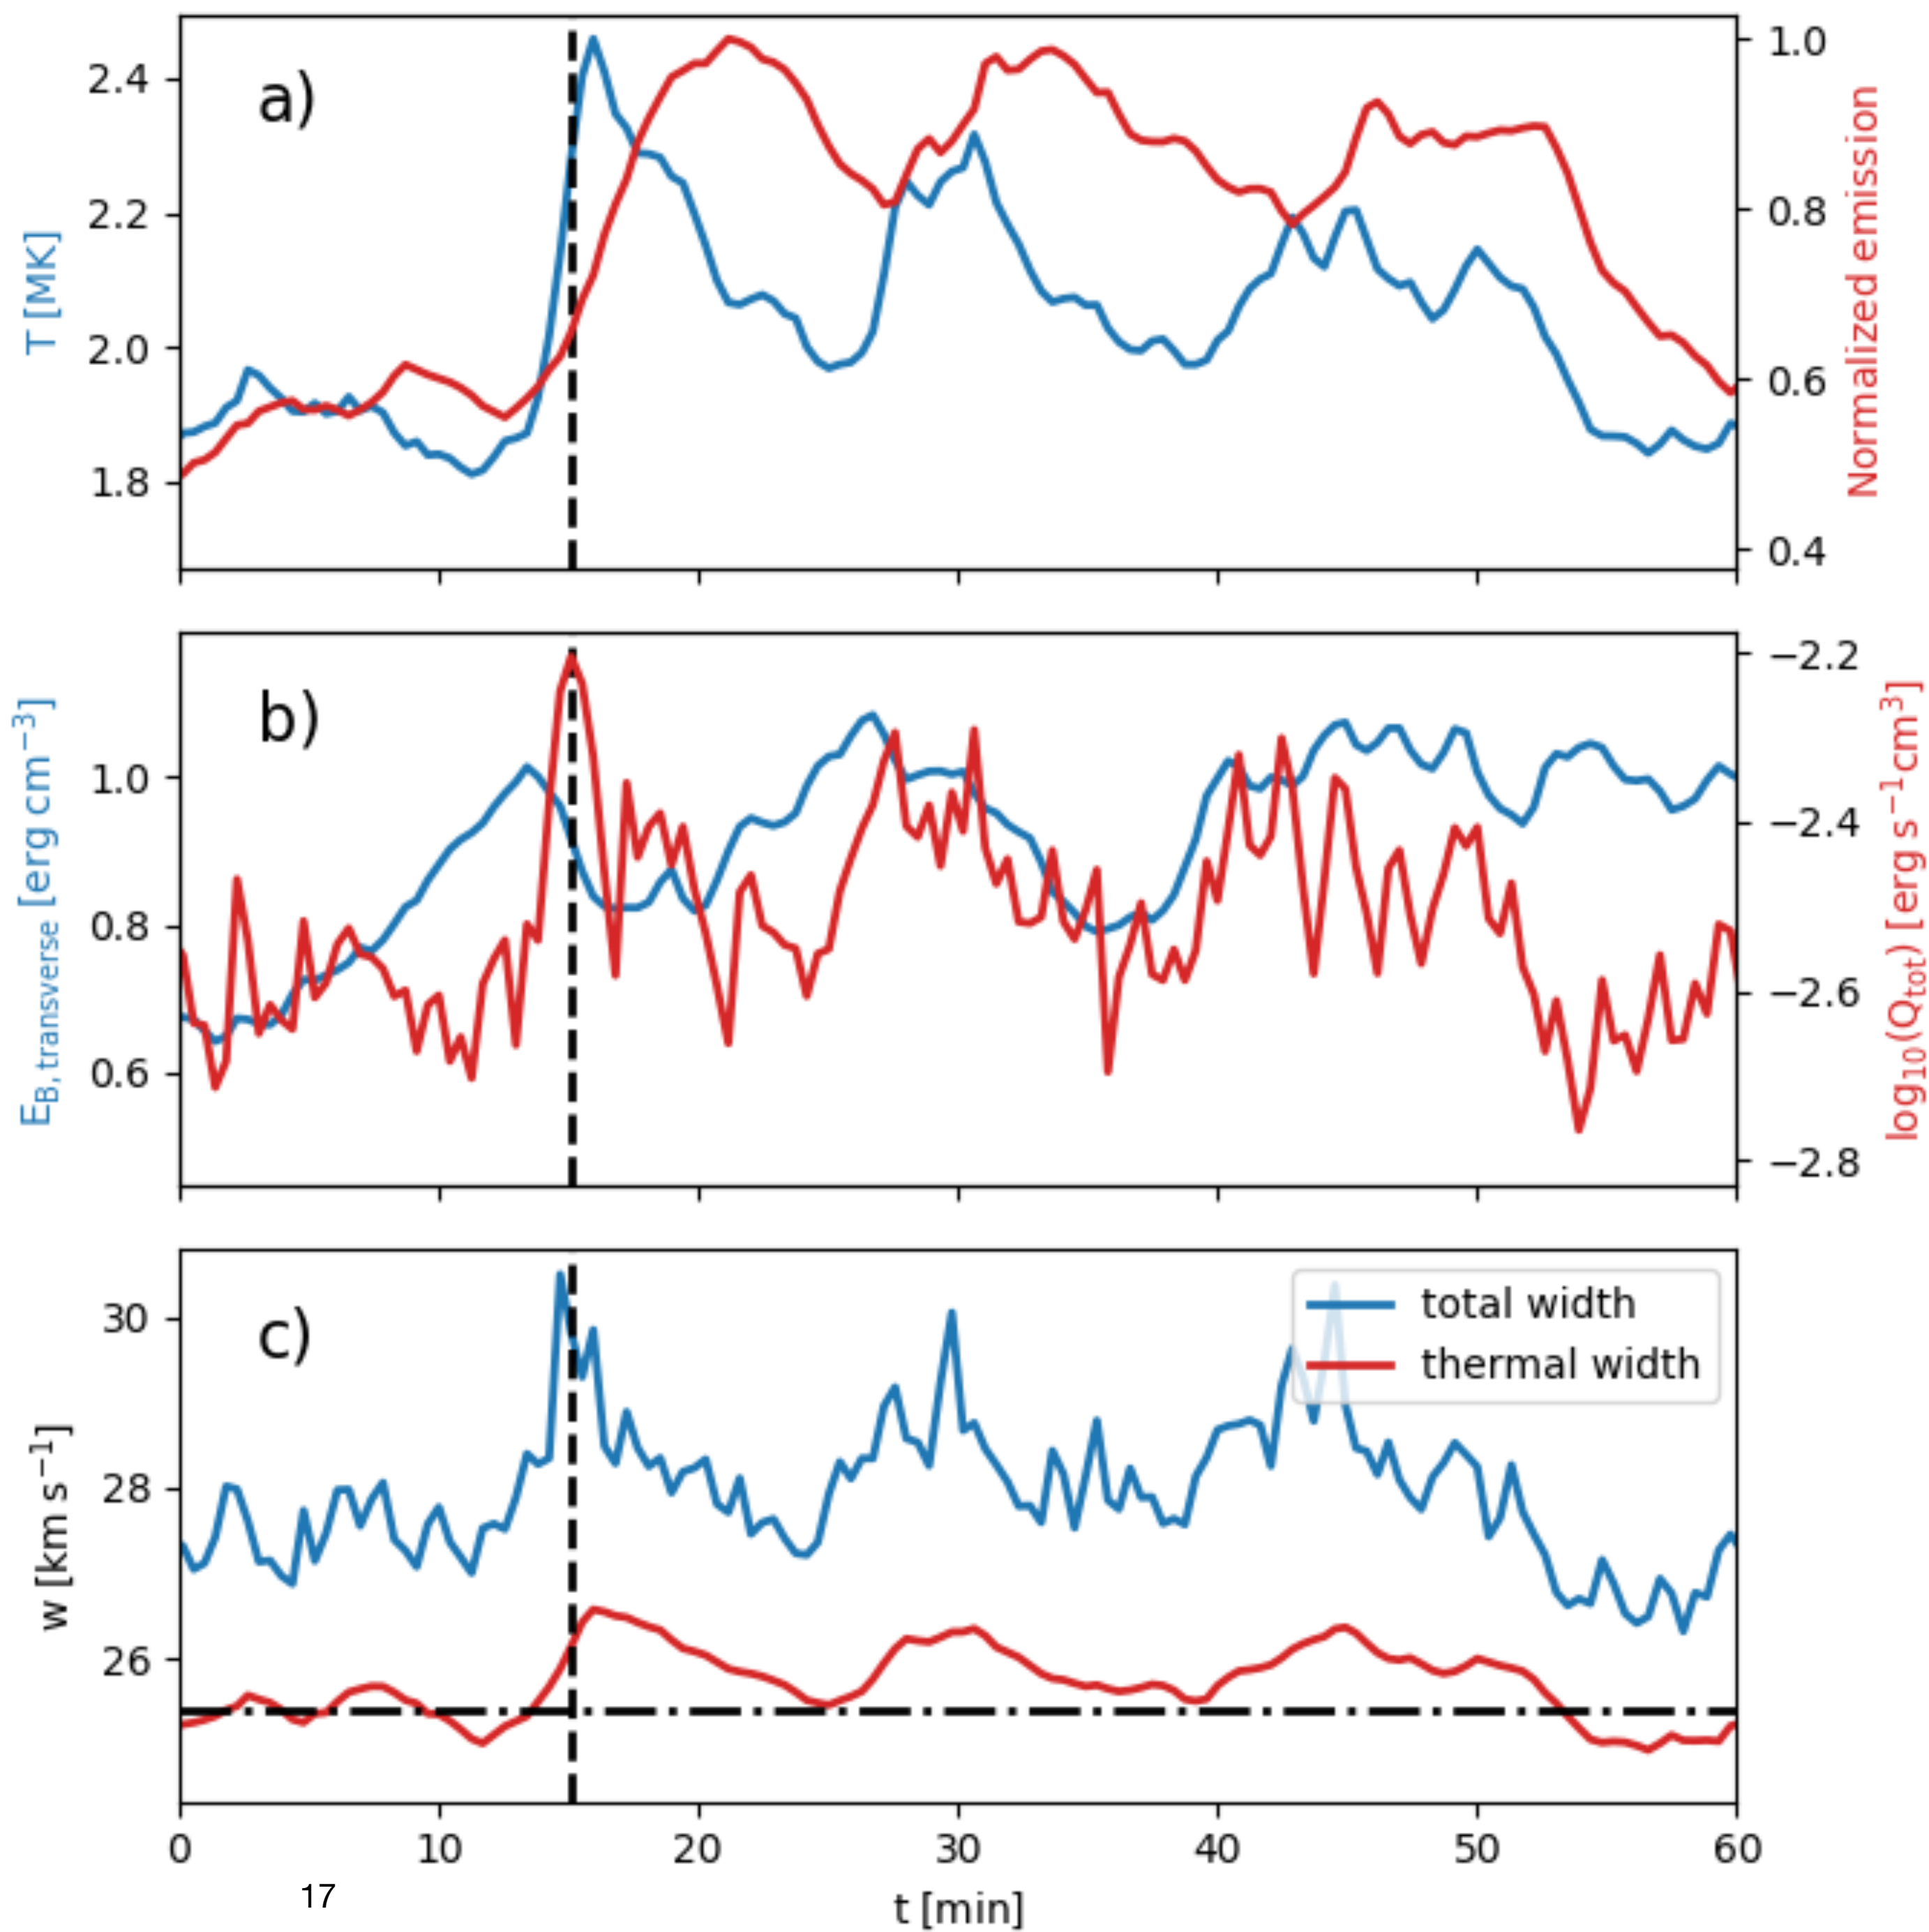 a)
2.4
2.2
2.0
1.8
T [MK]
1.0
0.8
0.6
0.4
Normalized emission
b)
1.0
0.8
0.6
E_B, transverse [erg cm⁻³]
−2.2
−2.4
−2.6
−2.8
log₁₀(Q_tot) [erg s⁻¹cm³]
c)
total width
thermal width
30
28
26
w [km s⁻¹]
0 10 20 30 40 50 60
t [min]
17